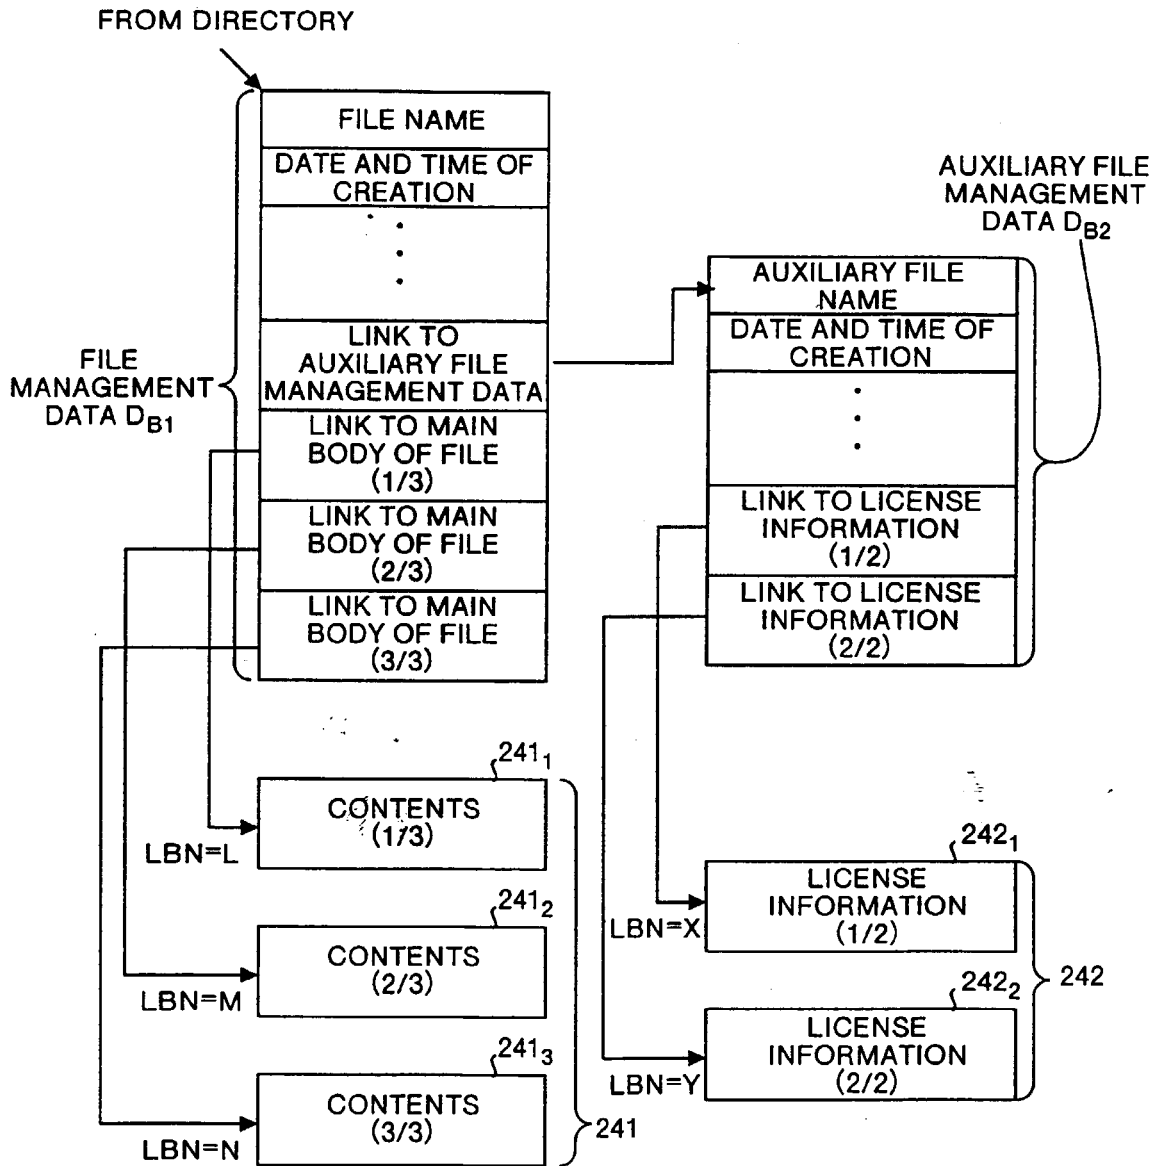 FROM DIRECTORY
FILE NAME
DATE AND TIME OF
CREATION
LINK TO
AUXILIARY FILE
MANAGEMENT DATA
LINK TO MAIN
BODY OF FILE
(1/3)
LINK TO MAIN
BODY OF FILE
(2/3)
LINK TO MAIN
BODY OF FILE
(3/3)
FILE
MANAGEMENT
DATA DB1
AUXILIARY FILE
MANAGEMENT
DATA DB2
AUXILIARY FILE
NAME
DATE AND TIME OF
CREATION
LINK TO LICENSE
INFORMATION
(1/2)
LINK TO LICENSE
INFORMATION
(2/2)
241₁
CONTENTS
(1/3)
LBN=L
241₂
CONTENTS
(2/3)
LBN=M
241₃
CONTENTS
(3/3)
LBN=N
241
242₁
LICENSE
INFORMATION
(1/2)
LBN=X
242₂
LICENSE
INFORMATION
(2/2)
LBN=Y
242